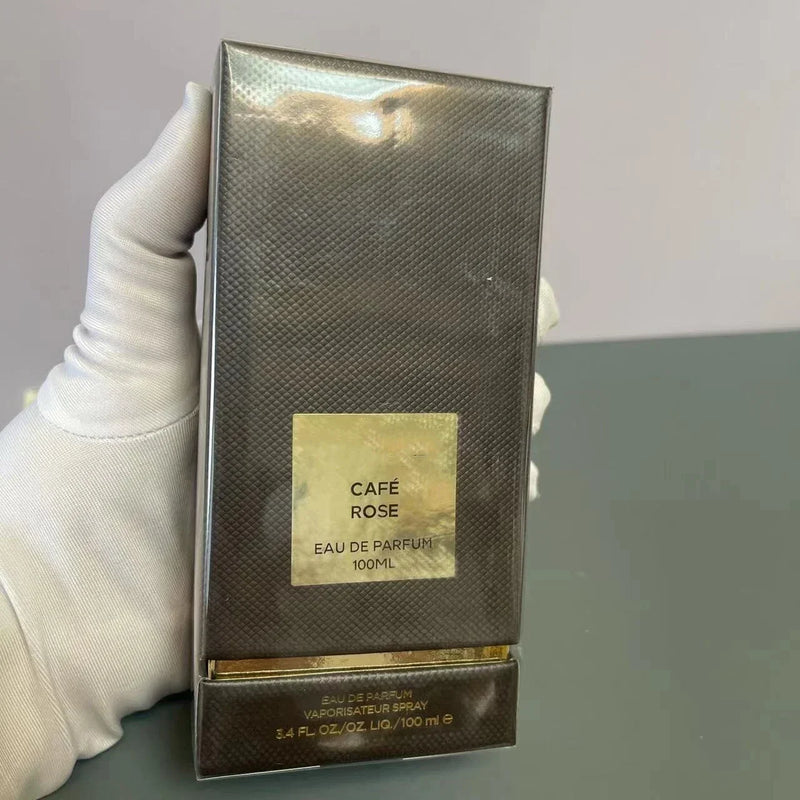 CAFÉ
ROSE
EAU DE PARFUM
100ML
EAU DE PARFUM
VAPORISATEUR SPRAY
3.4 FL. OZ./OZ. LIQ./100 ml ℮